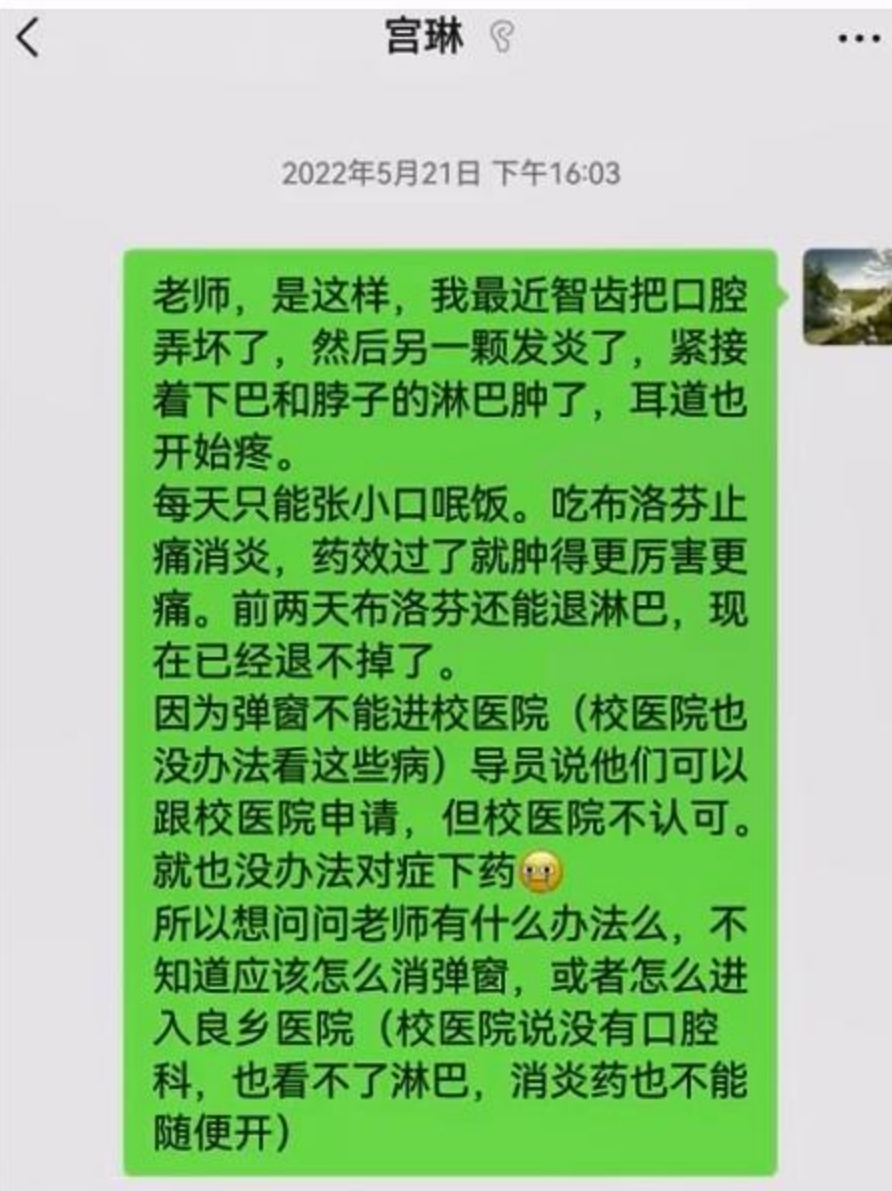 宫琳
2022年5月21日 下午16:03
老师，是这样，我最近智齿把口腔
弄坏了，然后另一颗发炎了，紧接
着下巴和脖子的淋巴肿了，耳道也
开始疼。
每天只能张小口眠饭。吃布洛芬止
痛消炎，药效过了就肿得更厉害更
痛。前两天布洛芬还能退淋巴，现
在已经退不掉了。
因为弹窗不能进校医院（校医院也
没办法看这些病）导员说他们可以
跟校医院申请，但校医院不认可。
就也没办法对症下药😢
所以想问问老师有什么办法么，不
知道应该怎么消弹窗，或者怎么进
入良乡医院（校医院说没有口腔
科，也看不了淋巴，消炎药也不能
随便开）